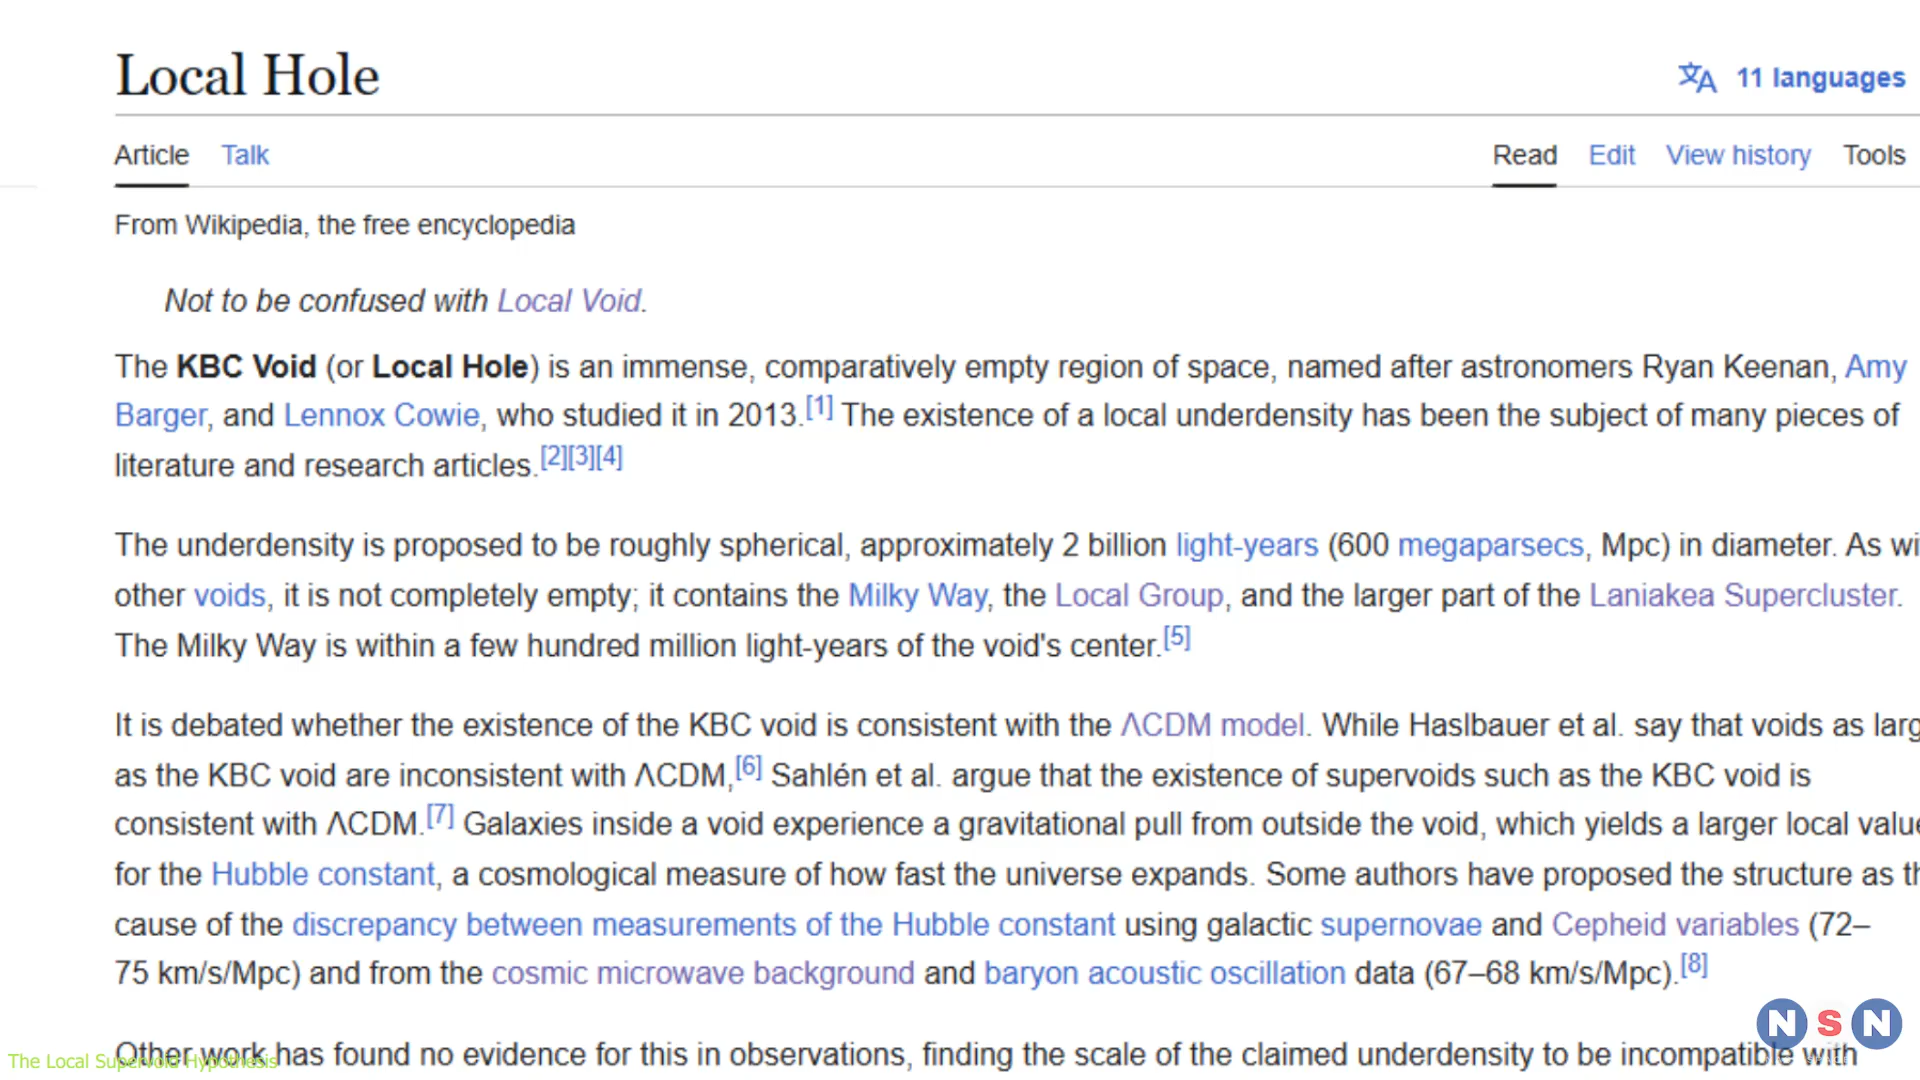 Local Hole
文A 11 languages
Article Talk
Read Edit View history Tools
From Wikipedia, the free encyclopedia
Not to be confused with Local Void.
The KBC Void (or Local Hole) is an immense, comparatively empty region of space, named after astronomers Ryan Keenan, Amy
Barger, and Lennox Cowie, who studied it in 2013.[1] The existence of a local underdensity has been the subject of many pieces of
literature and research articles.[2][3][4]
The underdensity is proposed to be roughly spherical, approximately 2 billion light-years (600 megaparsecs, Mpc) in diameter. As wi
other voids, it is not completely empty; it contains the Milky Way, the Local Group, and the larger part of the Laniakea Supercluster.
The Milky Way is within a few hundred million light-years of the void's center.[5]
It is debated whether the existence of the KBC void is consistent with the ΛCDM model. While Haslbauer et al. say that voids as larg
as the KBC void are inconsistent with ΛCDM,[6] Sahlén et al. argue that the existence of supervoids such as the KBC void is
consistent with ΛCDM.[7] Galaxies inside a void experience a gravitational pull from outside the void, which yields a larger local value
for the Hubble constant, a cosmological measure of how fast the universe expands. Some authors have proposed the structure as th
cause of the discrepancy between measurements of the Hubble constant using galactic supernovae and Cepheid variables (72–
75 km/s/Mpc) and from the cosmic microwave background and baryon acoustic oscillation data (67–68 km/s/Mpc).[8]
Other work has found no evidence for this in observations, finding the scale of the claimed underdensity to be incompatible with
The Local Supervoid Hypothesis
NSN